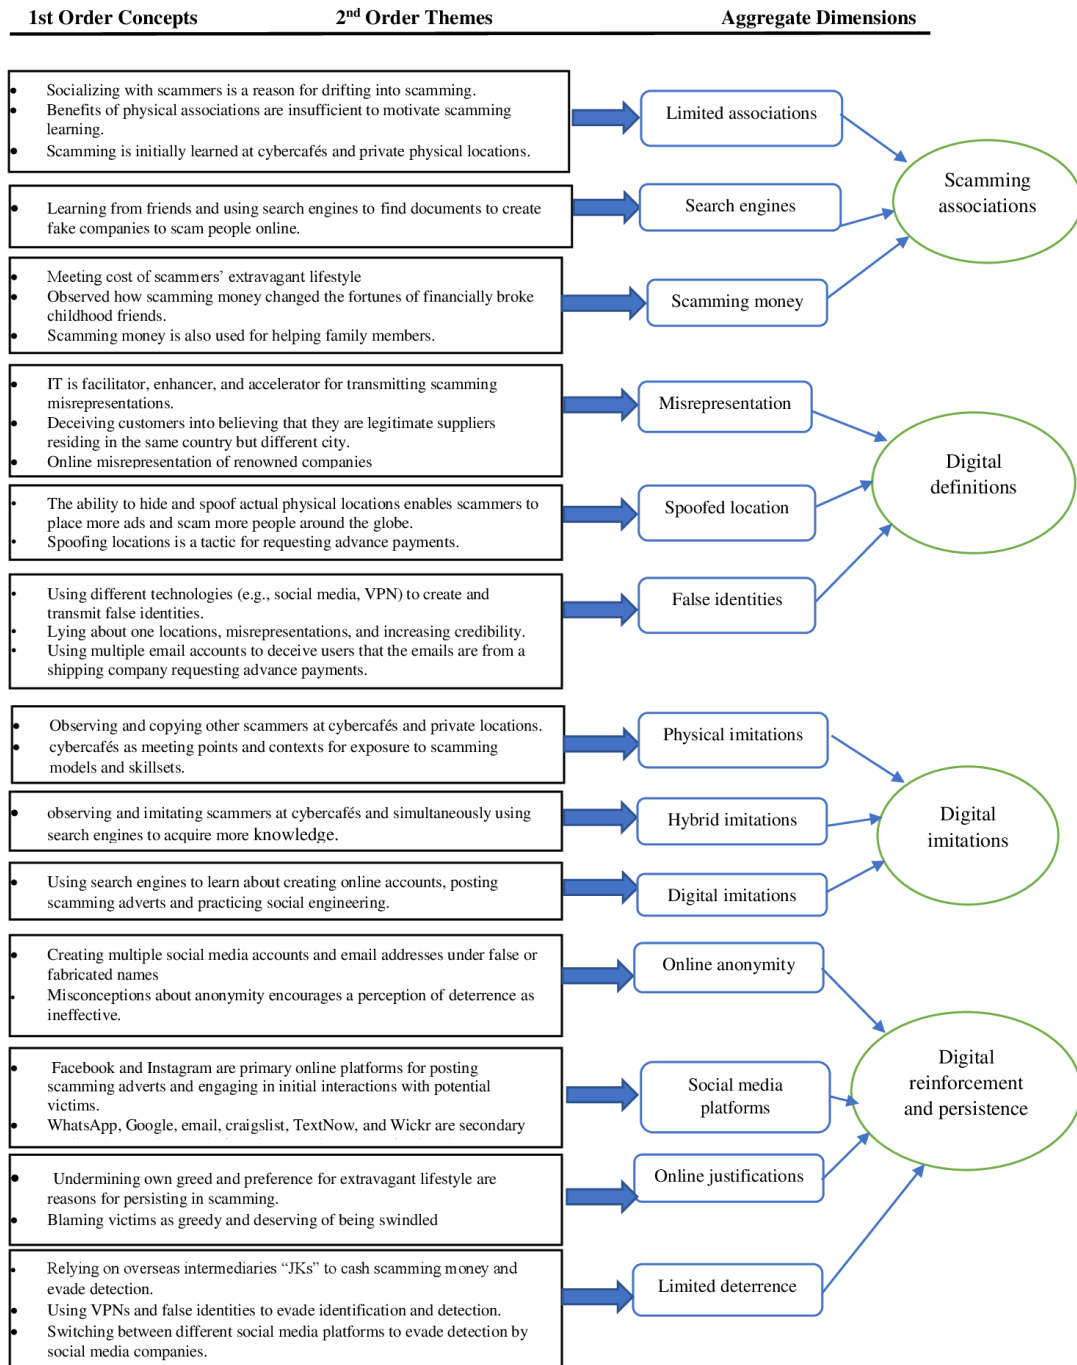 1st Order Concepts 2nd Order Themes Aggregate Dimensions
• Socializing with scammers is a reason for drifting into scamming.
• Benefits of physical associations are insufficient to motivate scamming
learning.
• Scamming is initially learned at cybercafés and private physical locations.
Limited associations
• Learning from friends and using search engines to find documents to create
fake companies to scam people online.
Search engines
• Meeting cost of scammers' extravagant lifestyle
• Observed how scamming money changed the fortunes of financially broke
childhood friends.
• Scamming money is also used for helping family members.
Scamming money
Scamming
associations
• IT is facilitator, enhancer, and accelerator for transmitting scamming
misrepresentations.
• Deceiving customers into believing that they are legitimate suppliers
residing in the same country but different city.
• Online misrepresentation of renowned companies
Misrepresentation
• The ability to hide and spoof actual physical locations enables scammers to
place more ads and scam more people around the globe.
• Spoofing locations is a tactic for requesting advance payments.
Spoofed location
• Using different technologies (e.g., social media, VPN) to create and
transmit false identities.
• Lying about one locations, misrepresentations, and increasing credibility.
• Using multiple email accounts to deceive users that the emails are from a
shipping company requesting advance payments.
False identities
Digital
definitions
• Observing and copying other scammers at cybercafés and private locations.
• cybercafés as meeting points and contexts for exposure to scamming
models and skillsets.
Physical imitations
• observing and imitating scammers at cybercafés and simultaneously using
search engines to acquire more knowledge.
Hybrid imitations
• Using search engines to learn about creating online accounts, posting
scamming adverts and practicing social engineering.
Digital imitations
Digital
imitations
• Creating multiple social media accounts and email addresses under false or
fabricated names
• Misconceptions about anonymity encourages a perception of deterrence as
ineffective.
Online anonymity
• Facebook and Instagram are primary online platforms for posting
scamming adverts and engaging in initial interactions with potential
victims.
• WhatsApp, Google, email, craigslist, TextNow, and Wickr are secondary
Social media
platforms
• Undermining own greed and preference for extravagant lifestyle are
reasons for persisting in scamming.
• Blaming victims as greedy and deserving of being swindled
Online justifications
• Relying on overseas intermediaries "JKs" to cash scamming money and
evade detection.
• Using VPNs and false identities to evade identification and detection.
• Switching between different social media platforms to evade detection by
social media companies.
Limited deterrence
Digital
reinforcement
and persistence